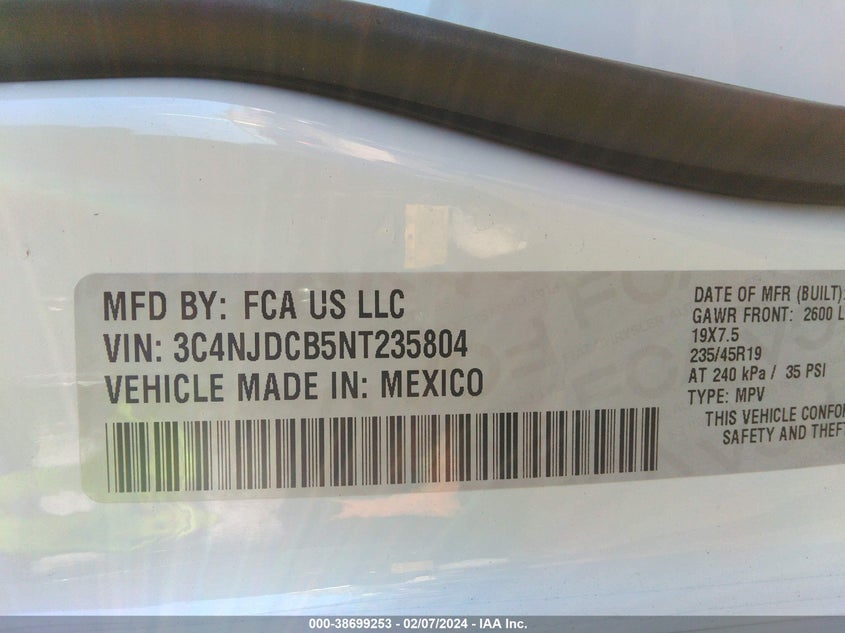 MFD BY: FCA US LLC
VIN: 3C4NJDCB5NT235804
VEHICLE MADE IN: MEXICO
DATE OF MFR (BUILT):
GAWR FRONT: 2600 L
19X7.5
235/45R19
AT 240 kPa / 35 PSI
TYPE: MPV
THIS VEHICLE CONFO
SAFETY AND THEFT
000-38699253 - 02/07/2024 - IAA Inc.